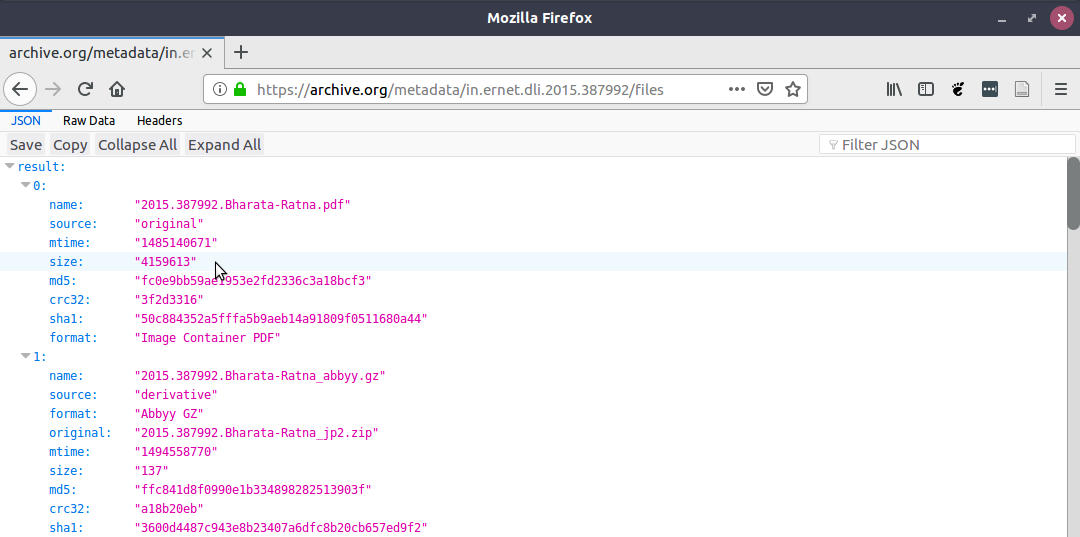 Mozilla Firefox
archive.org/metadata/in.er
https://archive.org/metadata/in.ernet.dli.2015.387992/files
JSON Raw Data Headers
Save Copy Collapse All Expand All Filter JSON
result:
0:
name: "2015.387992.Bharata-Ratna.pdf"
source: "original"
mtime: "1485140671"
size: "4159613"
md5: "fc0e9bb59ae1953e2fd2336c3a18bcf3"
crc32: "3f2d3316"
sha1: "50c884352a5fffa5b9aeb14a91809f0511680a44"
format: "Image Container PDF"
1:
name: "2015.387992.Bharata-Ratna_abbyy.gz"
source: "derivative"
format: "Abbyy GZ"
original: "2015.387992.Bharata-Ratna_jp2.zip"
mtime: "1494558770"
size: "137"
md5: "ffc841d8f0990e1b334898282513903f"
crc32: "a18b20eb"
sha1: "3600d4487c943e8b23407a6dfc8b20cb657ed9f2"